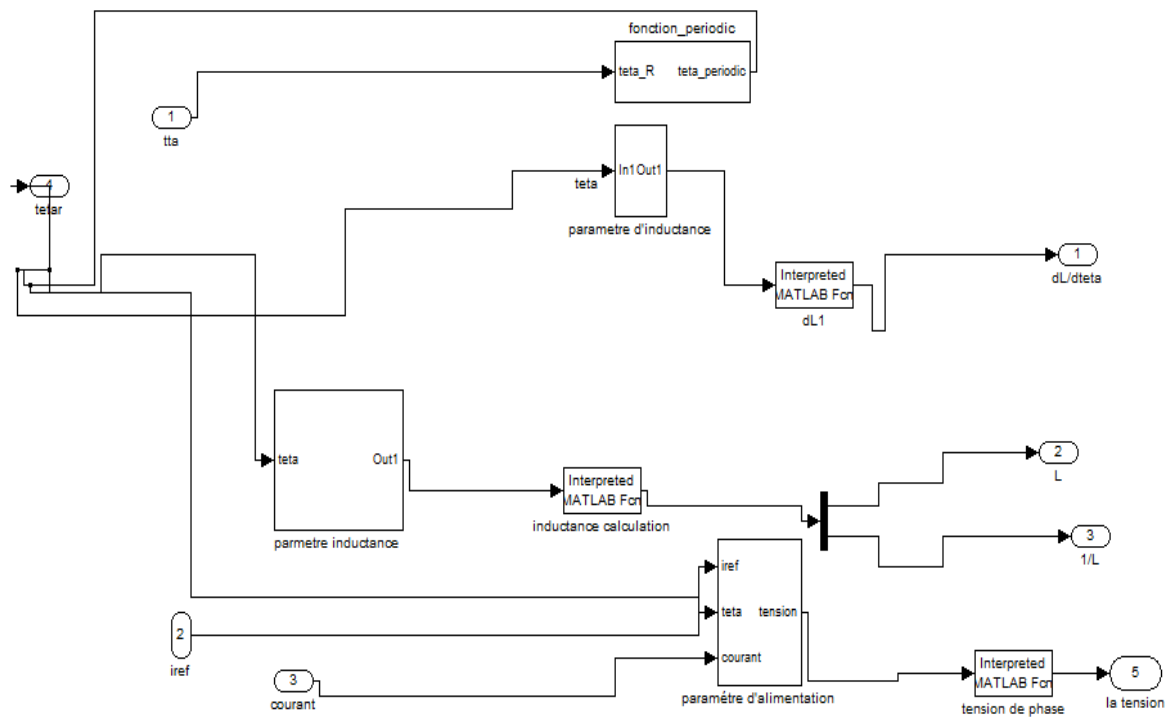 fonction_periodic
teta_R teta_periodic
1
tta
In1 Out1
teta
parametre d'inductance
4
tetar
1
dL/dteta
Interpreted
MATLAB Fcn
dL1
teta Out1
parmetre inductance
Interpreted
MATLAB Fcn
inductance calculation
2
L
3
1/L
iref
teta tension
courant
paramétre d'alimentation
2
iref
3
courant
Interpreted
MATLAB Fcn
tension de phase
5
la tension